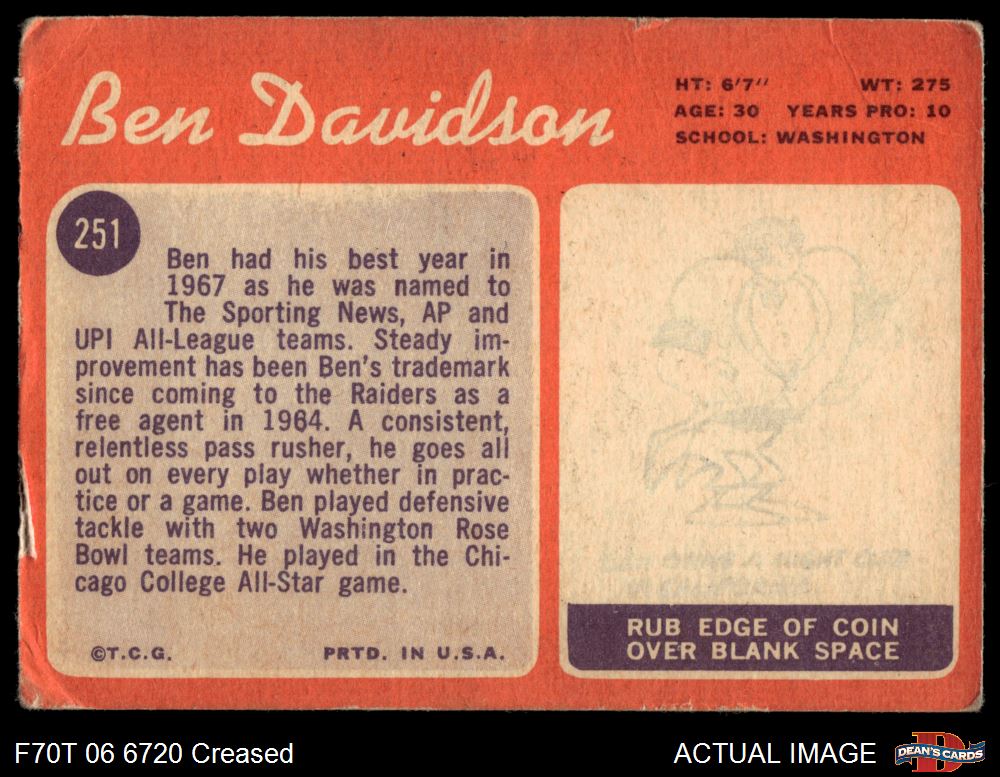 Ben Davidson
HT: 6'7" WT: 275
AGE: 30 YEARS PRO: 10
SCHOOL: WASHINGTON
251
Ben had his best year in
1967 as he was named to
The Sporting News, AP and
UPI All-League teams. Steady im-
provement has been Ben's trademark
since coming to the Raiders as a
free agent in 1964. A consistent,
relentless pass rusher, he goes all
out on every play whether in prac-
tice or a game. Ben played defensive
tackle with two Washington Rose
Bowl teams. He played in the Chi-
cago College All-Star game.
©T.C.G. PRTD. IN U.S.A.
OWNS A NIGHT CLUB
IN CALIFORNIA
RUB EDGE OF COIN
OVER BLANK SPACE
F70T 06 6720 Creased
ACTUAL IMAGE
DEAN'S CARDS